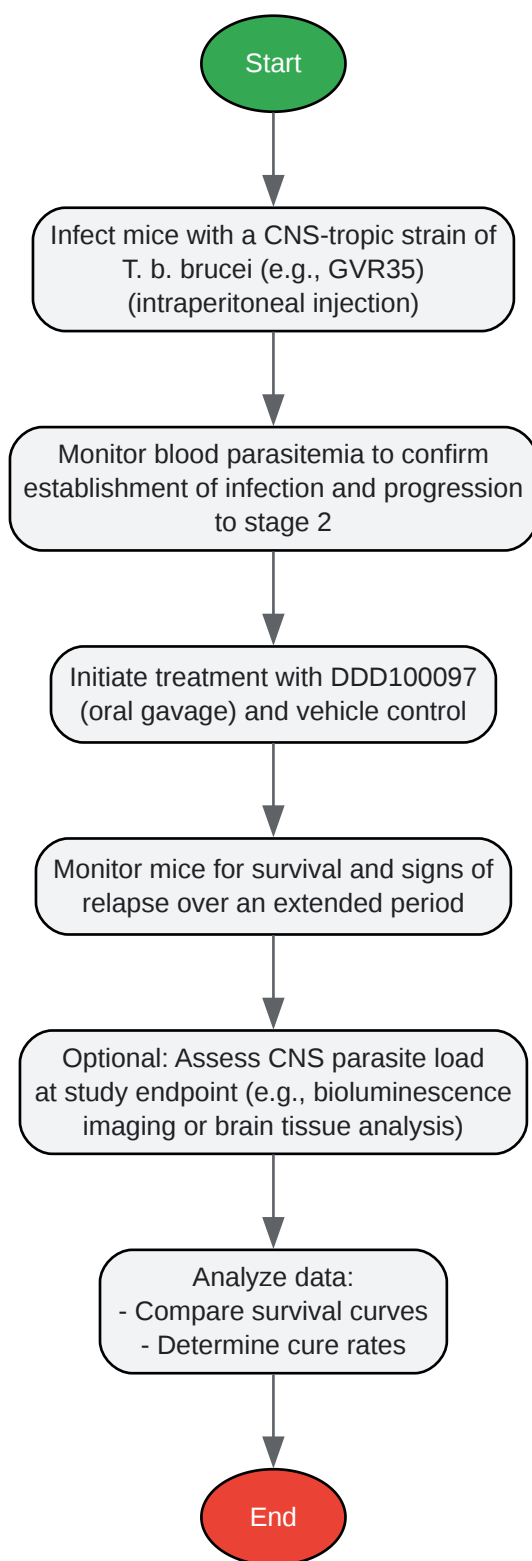 Start
Infect mice with a CNS-tropic strain of
T. b. brucei (e.g., GVR35)
(intraperitoneal injection)
Monitor blood parasitemia to confirm
establishment of infection and progression
to stage 2
Initiate treatment with DDD100097
(oral gavage) and vehicle control
Monitor mice for survival and signs of
relapse over an extended period
Optional: Assess CNS parasite load
at study endpoint (e.g., bioluminescence
imaging or brain tissue analysis)
Analyze data:
- Compare survival curves
- Determine cure rates
End